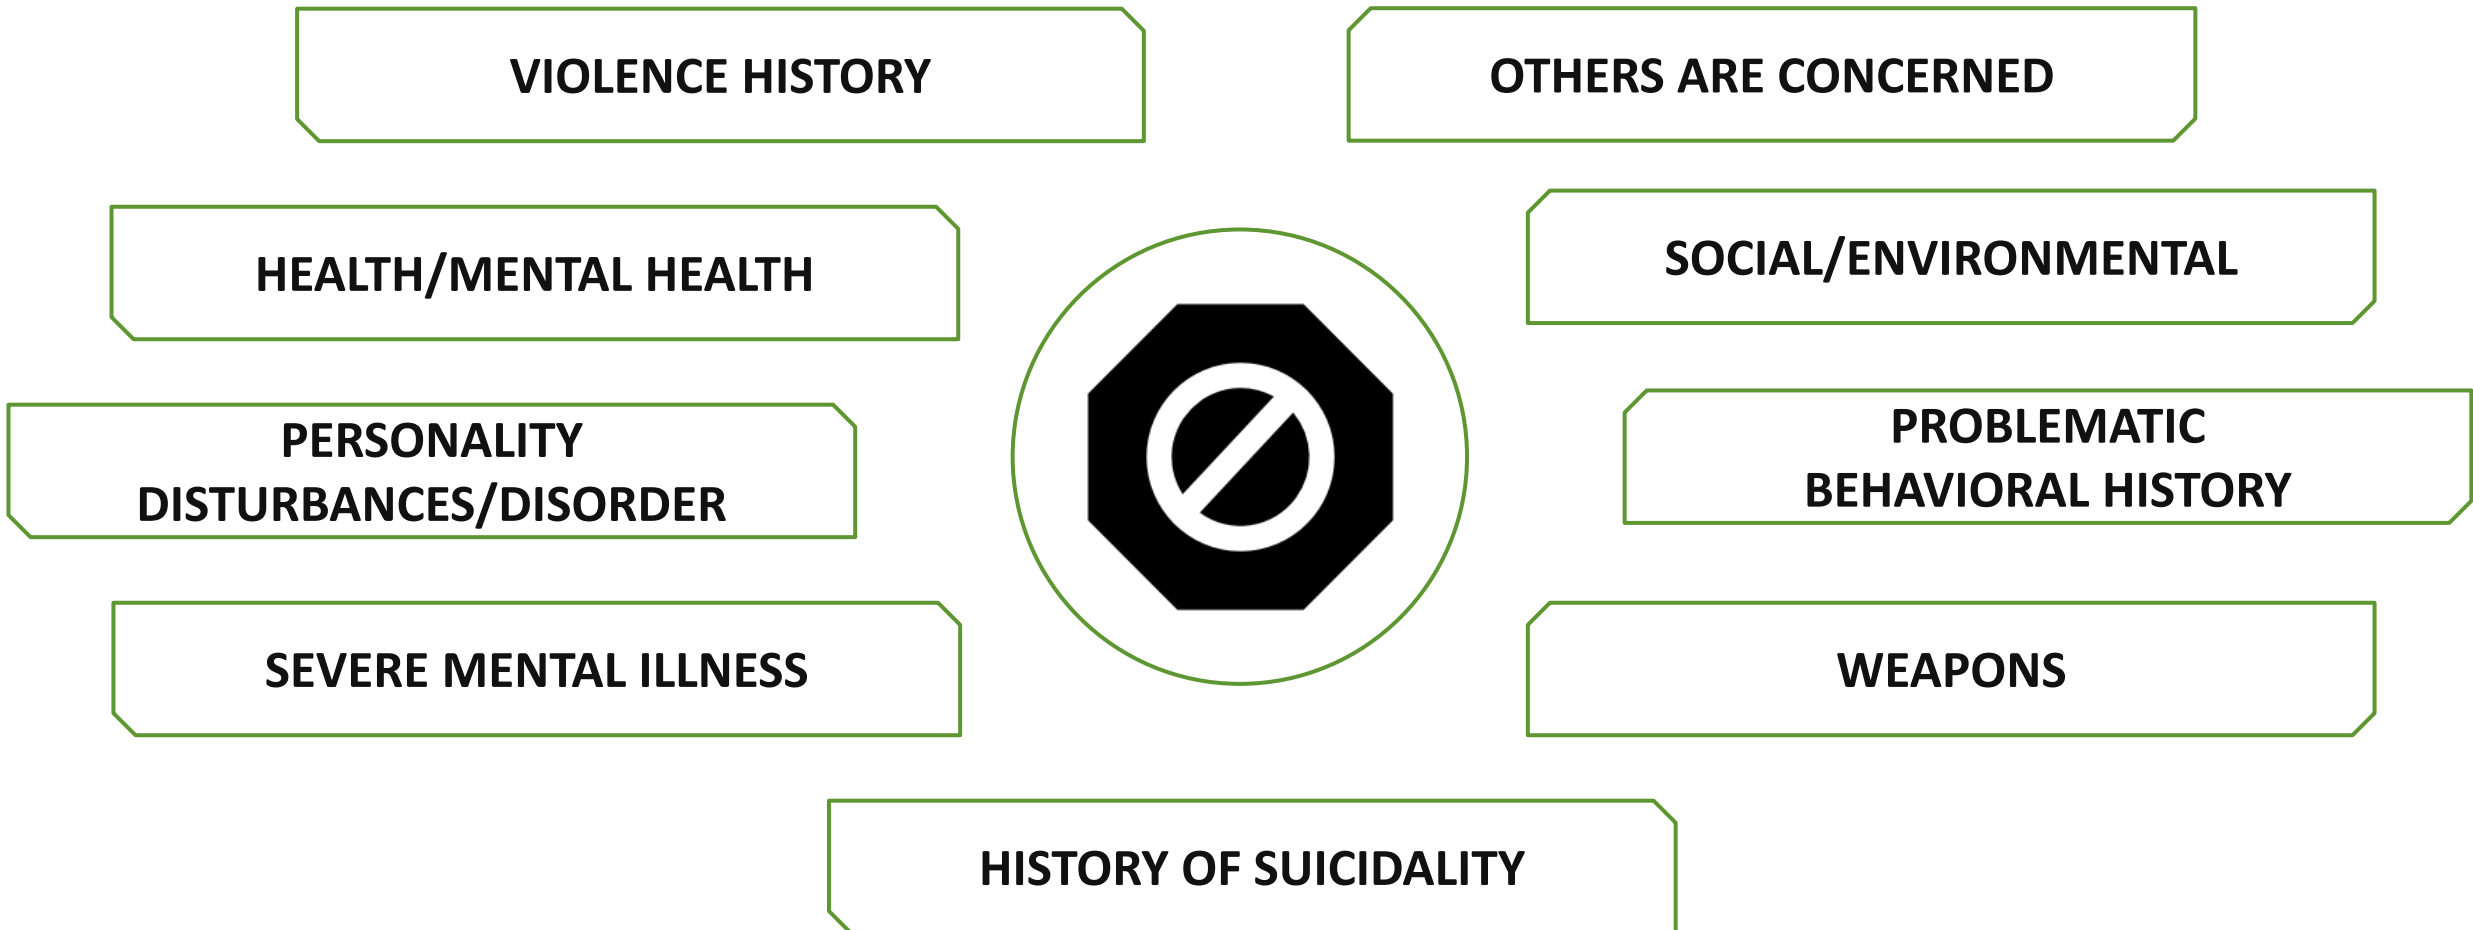 VIOLENCE HISTORY
OTHERS ARE CONCERNED
HEALTH/MENTAL HEALTH
SOCIAL/ENVIRONMENTAL
PERSONALITY
DISTURBANCES/DISORDER
PROBLEMATIC
BEHAVIORAL HISTORY
SEVERE MENTAL ILLNESS
WEAPONS
HISTORY OF SUICIDALITY